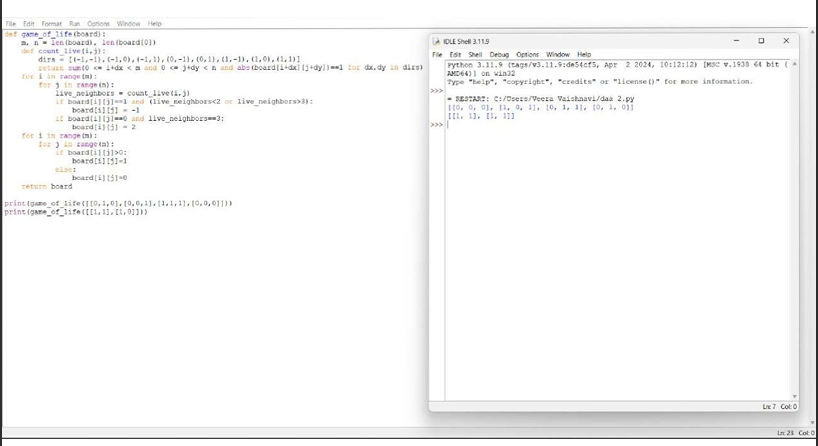 File Edit Format Run Options Window Help
def game_of_life(board):
    m, n = len(board), len(board[0])
    def count_live(i,j):
        dirs = [(-1,-1),(-1,0),(-1,1),(0,-1),(0,1),(1,-1),(1,0),(1,1)]
        return sum(0 <= i+dx < m and 0 <= j+dy < n and abs(board[i+dx][j+dy])==1 for dx,dy in dirs)
    for i in range(m):
        for j in range(n):
            live_neighbors = count_live(i,j)
            if board[i][j]==1 and (live_neighbors<2 or live_neighbors>3):
                board[i][j] = -1
            if board[i][j]==0 and live_neighbors==3:
                board[i][j] = 2
    for i in range(m):
        for j in range(n):
            if board[i][j]>0:
                board[i][j]=1
            else:
                board[i][j]=0
    return board
print(game_of_life([[0,1,0],[0,0,1],[1,1,1],[0,0,0]]))
print(game_of_life([[1,1],[1,0]]))
Ln: 23 Col: 0
IDLE Shell 3.11.9
File Edit Shell Debug Options Window Help
Python 3.11.9 (tags/v3.11.9:de54cf5, Apr 2 2024, 10:12:12) [MSC v.1938 64 bit (
AMD64)] on win32
Type "help", "copyright", "credits" or "license()" for more information.
>>>
= RESTART: C:/Users/Veera Vaishnavi/daa 2.py
[[0, 0, 0], [1, 0, 1], [0, 1, 1], [0, 1, 0]]
[[1, 1], [1, 1]]
>>>
Ln: 7 Col: 0